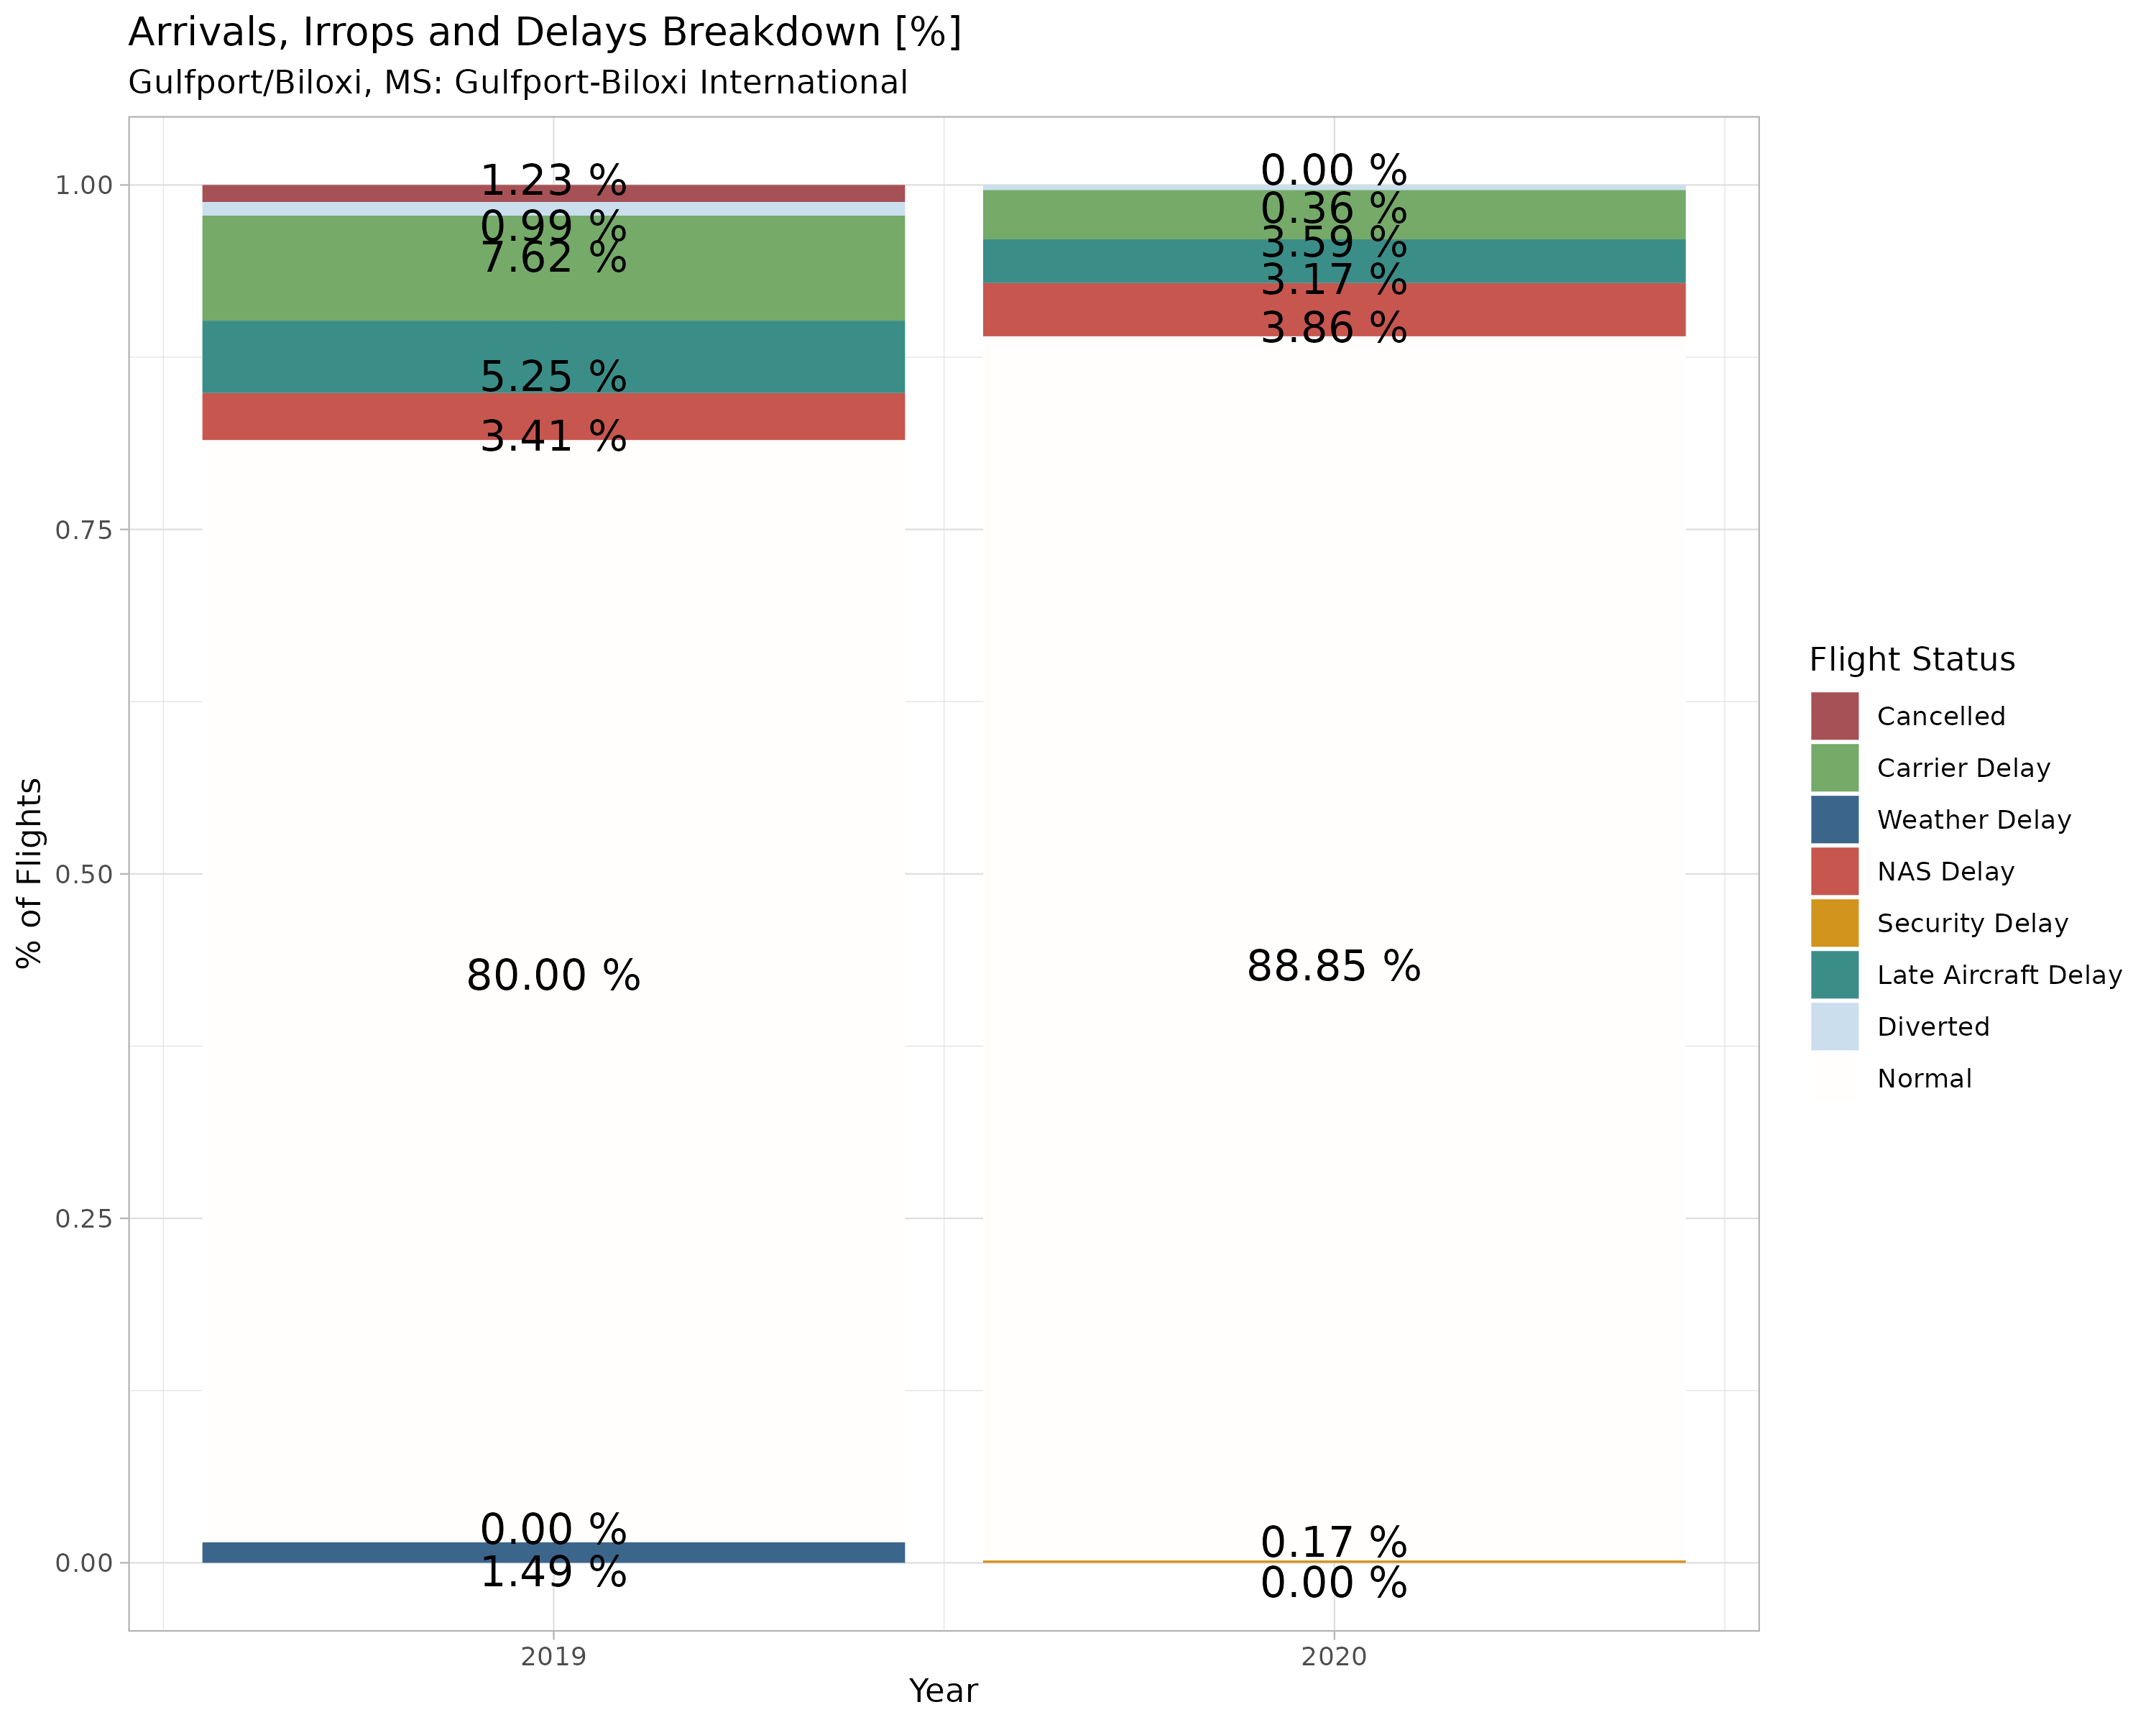 Arrivals, Irrops and Delays Breakdown [%]
Gulfport/Biloxi, MS: Gulfport-Biloxi International
% of Flights
1.00
0.75
0.50
0.25
0.00
1.23 %
0.99 %
7.62 %
5.25 %
3.41 %
80.00 %
0.00 %
1.49 %
0.00 %
0.36 %
3.59 %
3.17 %
3.86 %
88.85 %
0.17 %
0.00 %
2019
2020
Year
Flight Status
Cancelled
Carrier Delay
Weather Delay
NAS Delay
Security Delay
Late Aircraft Delay
Diverted
Normal